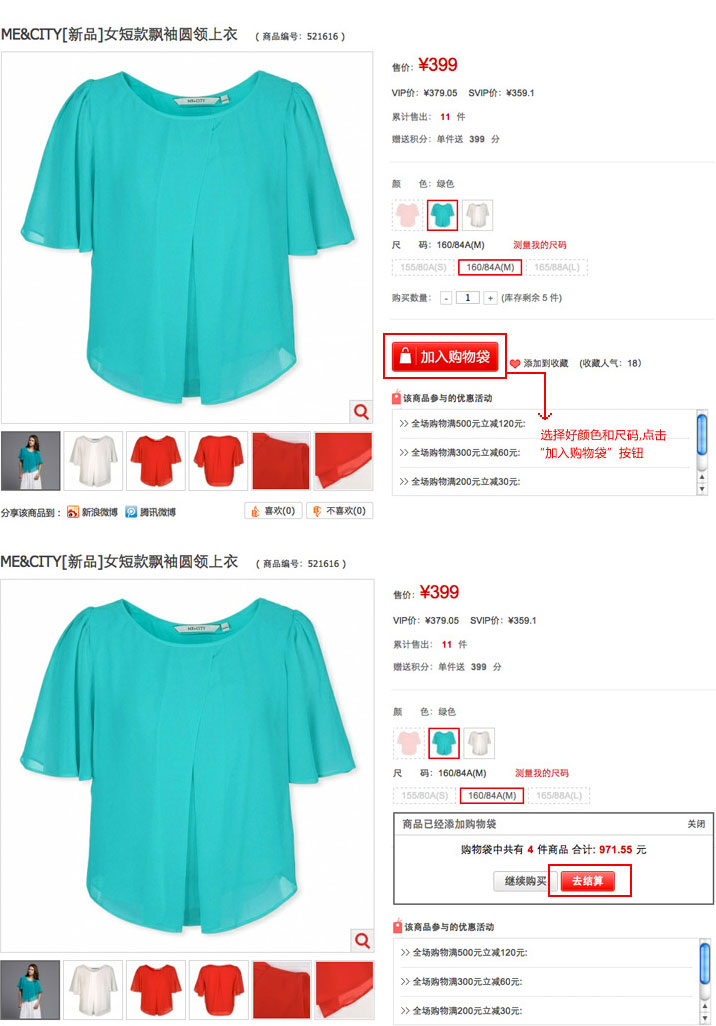 ME&CITY[新品]女短款飘袖圆领上衣 ( 商品编号: 521616 )
ME&CITY
售价: ¥399
VIP价: ¥379.05 SVIP价: ¥359.1
累计售出: 11 件
赠送积分: 单件送 399 分
颜 色: 绿色
尺 码: 160/84A(M) 测量我的尺码
155/80A(S) 160/84A(M) 165/88A(L)
购买数量: - 1 + (库存剩余 5 件)
加入购物袋 添加到收藏 (收藏人气: 18)
该商品参与的优惠活动
>> 全场购物满500元立减120元:
>> 全场购物满300元立减60元:
>> 全场购物满200元立减30元:
选择好颜色和尺码,点击
“加入购物袋” 按钮
分享该商品到: 新浪微博 腾讯微博 喜欢(0) 不喜欢(0)
ME&CITY[新品]女短款飘袖圆领上衣 ( 商品编号: 521616 )
ME&CITY
售价: ¥399
VIP价: ¥379.05 SVIP价: ¥359.1
累计售出: 11 件
赠送积分: 单件送 399 分
颜 色: 绿色
尺 码: 160/84A(M) 测量我的尺码
155/80A(S) 160/84A(M) 165/88A(L)
商品已经添加购物袋 关闭
购物袋中共有 4 件商品 合计: 971.55 元
继续购买 去结算
该商品参与的优惠活动
>> 全场购物满500元立减120元:
>> 全场购物满300元立减60元:
>> 全场购物满200元立减30元: